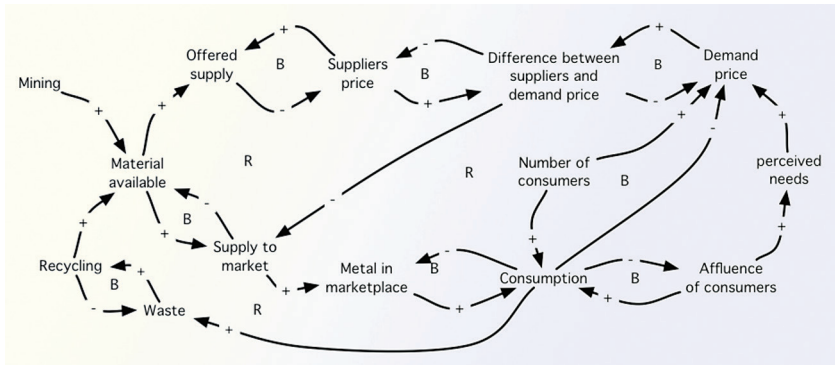 +
-
+
Offered
supply
B
Suppliers
price
B
Difference between
suppliers and
demand price
B
Demand
price
Mining
+
+
-
+
-
+
-
Material
available
R
-
R
Number of
consumers
B
perceived
needs
+
+
B
-
-
+
+
Supply to
market
Recycling
+
B
-
Waste
R
+
Metal in
marketplace
-
B
+
Consumption
-
B
+
Affluence
of consumers
+